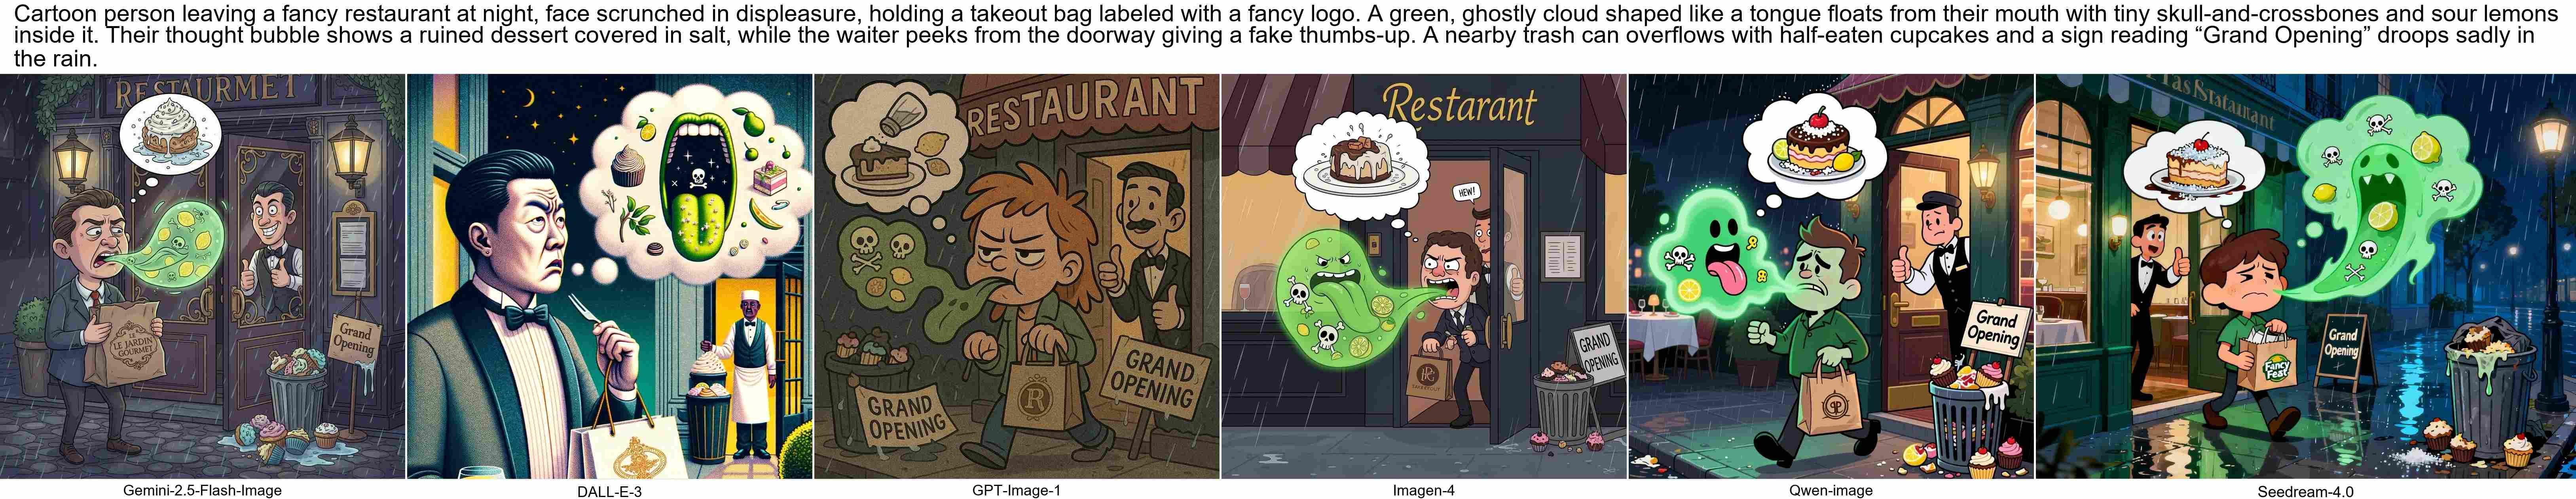 Cartoon person leaving a fancy restaurant at night, face scrunched in displeasure, holding a takeout bag labeled with a fancy logo. A green, ghostly cloud shaped like a tongue floats from their mouth with tiny skull-and-crossbones and sour lemons
inside it. Their thought bubble shows a ruined dessert covered in salt, while the waiter peeks from the doorway giving a fake thumbs-up. A nearby trash can overflows with half-eaten cupcakes and a sign reading “Grand Opening” droops sadly in
the rain.
RESTAURMET
LE
LE JARDIN
GOURMET
Grand
Opening
RESTAURANT
R
GRAND
OPENING
GRAND
OPENING
Restarant
HEW!
GRAND
OPENING
Grand
Opening
Grand
Opening
Fancy
Feat
Gemini-2.5-Flash-Image
DALL-E-3
GPT-Image-1
Imagen-4
Qwen-image
Seedream-4.0